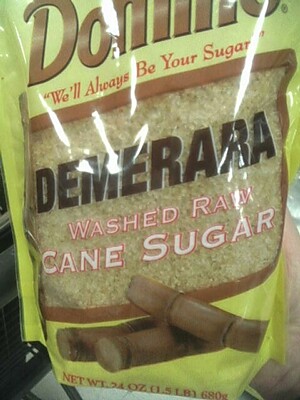 Domino®
"We'll Always Be Your Sugar"
DEMERARA
WASHED RAW
CANE SUGAR
NET WT. 24 OZ (1.5 LB) 680g